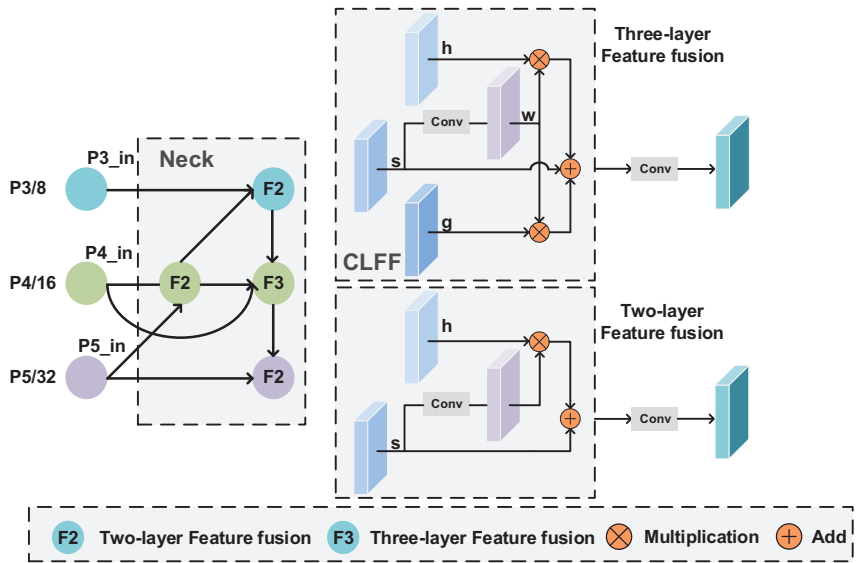 P3_in
Neck
P3/8
F2
P4_in
P4/16
F2
F3
P5_in
P5/32
F2
h
Conv
w
s
g
CLFF
Three-layer
Feature fusion
Conv
h
Conv
s
Two-layer
Feature fusion
Conv
F2 Two-layer Feature fusion F3 Three-layer Feature fusion Multiplication Add